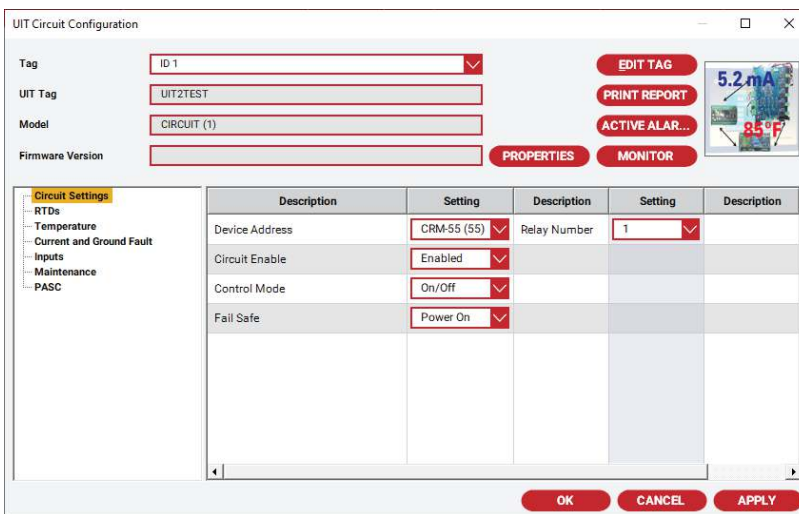 UIT Circuit Configuration
Tag ID 1 EDIT TAG
UIT Tag UIT2TEST PRINT REPORT
Model CIRCUIT (1) ACTIVE ALAR...
Firmware Version PROPERTIES MONITOR
5.2 mA
85°F
Circuit Settings
RTDs
Temperature
Current and Ground Fault
Inputs
Maintenance
PASC
Description Setting Description Setting Description
Device Address CRM-55 (55) Relay Number 1
Circuit Enable Enabled
Control Mode On/Off
Fail Safe Power On
OK CANCEL APPLY